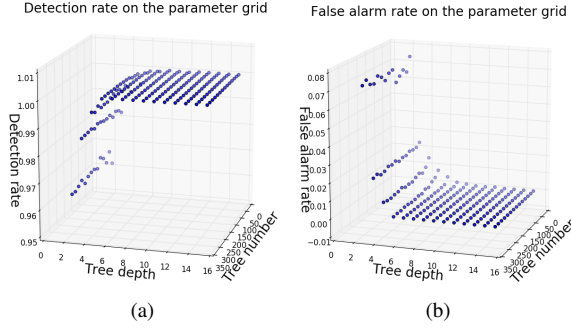 Detection rate on the parameter grid
1.01
1.00
0.99
0.98
0.97
0.96
0.95
Detection rate
0 2 4 6 8 10 12 14 16
Tree depth
0 50 100 150 200 250 300 350
Tree number
(a)
False alarm rate on the parameter grid
0.08
0.07
0.06
0.05
0.04
0.03
0.02
0.01
0.00
−0.01
False alarm rate
0 2 4 6 8 10 12 14 16
Tree depth
0 50 100 150 200 250 300 350
Tree number
(b)